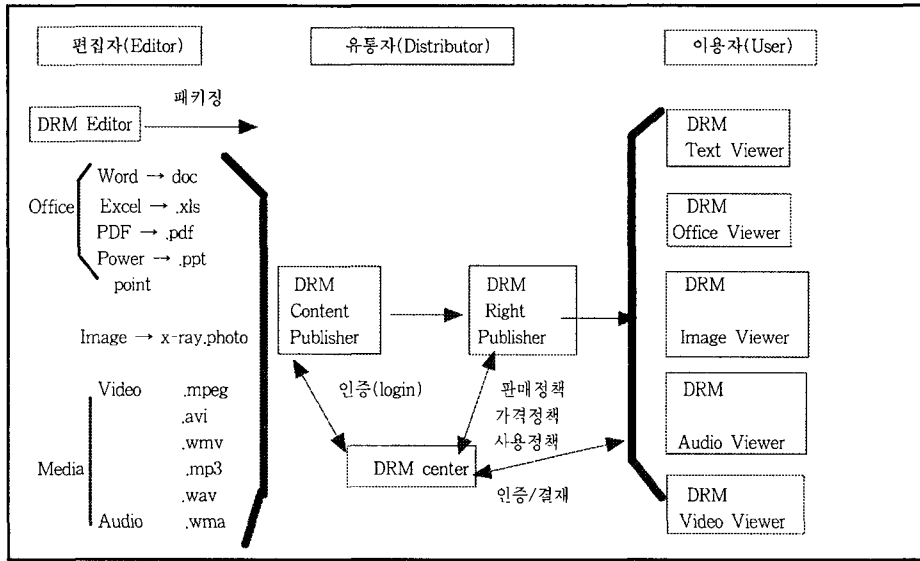 편집자(Editor)
유통자(Distributor)
이용자(User)
패키징
DRM Editor
Office
Word → doc
Excel → .xls
PDF → .pdf
Power → .ppt
point
Image → x-ray.photo
Media
Video .mpeg
.avi
.wmv
.mp3
.wav
Audio .wma
DRM
Content
Publisher
DRM
Right
Publisher
인증(login)
판매정책
가격정책
사용정책
DRM center
인증/결재
DRM
Text Viewer
DRM
Office Viewer
DRM
Image Viewer
DRM
Audio Viewer
DRM
Video Viewer